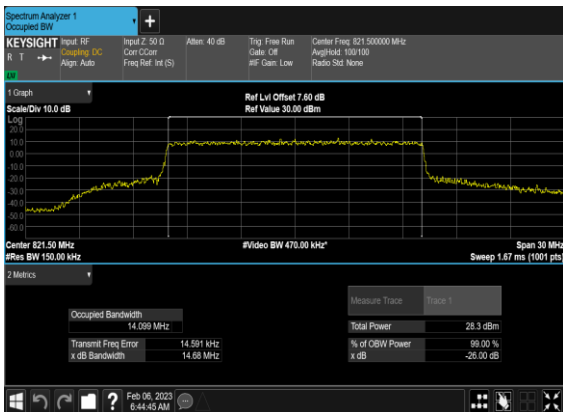 Spectrum Analyzer 1
Occupied BW
KEYSIGHT Input: RF Input Z: 50 Ω Atten: 40 dB Trig: Free Run Center Freq: 821.500000 MHz
R T Coupling: DC Corr CCorr Gate: Off Avg|Hold: 100/100
Align: Auto Freq Ref: Int (S) #IF Gain: Low Radio Std: None
1 Graph
Ref Lvl Offset 7.60 dB
Scale/Div 10.0 dB Ref Value 30.00 dBm
Log
20.0
10.0
0.00
-10.0
-20.0
-30.0
-40.0
-50.0
-60.0
Center 821.50 MHz #Video BW 470.00 kHz* Span 30 MHz
#Res BW 150.00 kHz Sweep 1.67 ms (1001 pts)
2 Metrics
Measure Trace Trace 1
Occupied Bandwidth
14.099 MHz Total Power 28.3 dBm
Transmit Freq Error 14.591 kHz % of OBW Power 99.00 %
x dB Bandwidth 14.68 MHz x dB -26.00 dB
Feb 06, 2023
6:44:45 AM